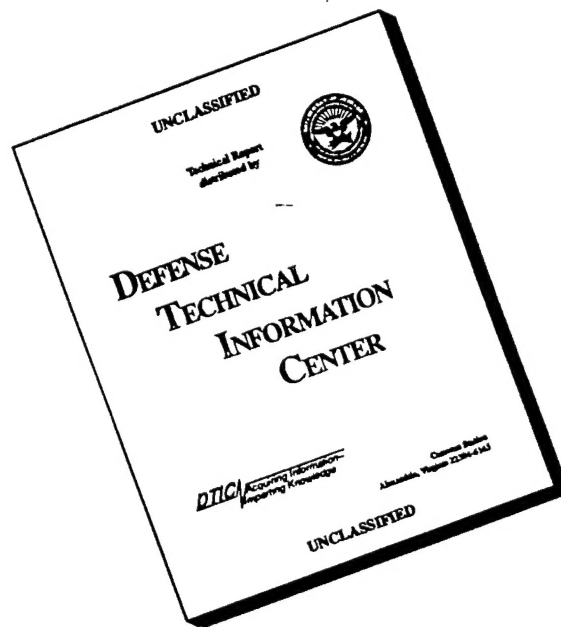 UNCLASSIFIED
Technical Report
distributed by
DEFENSE
TECHNICAL
INFORMATION
CENTER
DTIC
Acquiring Information-
Imparting Knowledge
Cameron Station
Alexandria, Virginia 22304-6145
UNCLASSIFIED